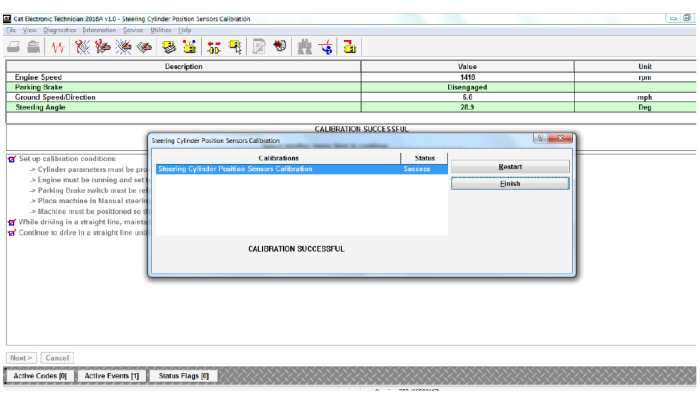 Cat Electronic Technician 2018A v1.0 - Steering Cylinder Position Sensors Calibration
File View Diagnostics Information Service Utilities Help
Description Value Unit
Engine Speed 1410 rpm
Parking Brake Disengaged
Ground Speed/Direction mph
Steering Angle 28.9 Deg
CALIBRATION SUCCESSFUL
Steering Cylinder Position Sensors Calibration
Calibrations Status
Steering Cylinder Position Sensors Calibration Success
Restart
Finish
CALIBRATION SUCCESSFUL
Set up calibration conditions:
-> Cylinder parameters must be pro
-> Engine must be running and set t
-> Parking Brake switch must be rel
-> Place machine in Manual steerin
-> Machine must be positioned so th
While driving in a straight line, maintai
Continue to drive in a straight line unti
Next > Cancel
Active Codes [0] Active Events [1] Status Flags [0]